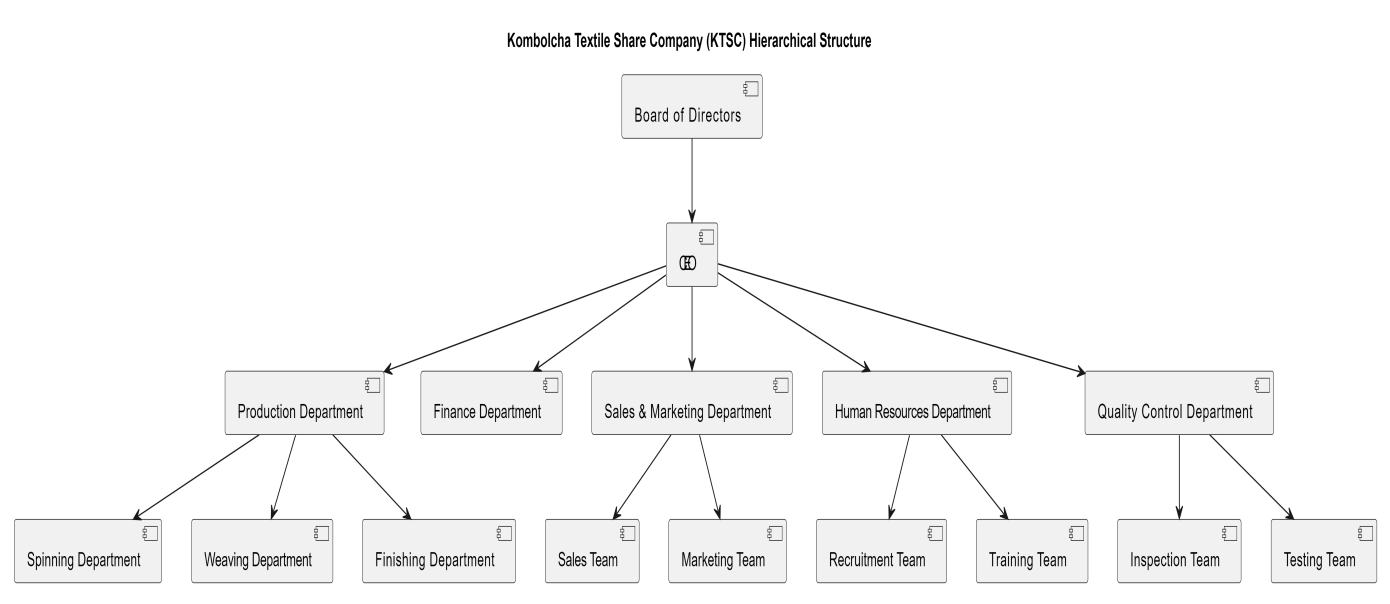 Kombolcha Textile Share Company (KTSC) Hierarchical Structure
Board of Directors
CEO
Production Department
Finance Department
Sales & Marketing Department
Human Resources Department
Quality Control Department
Spinning Department
Weaving Department
Finishing Department
Sales Team
Marketing Team
Recruitment Team
Training Team
Inspection Team
Testing Team